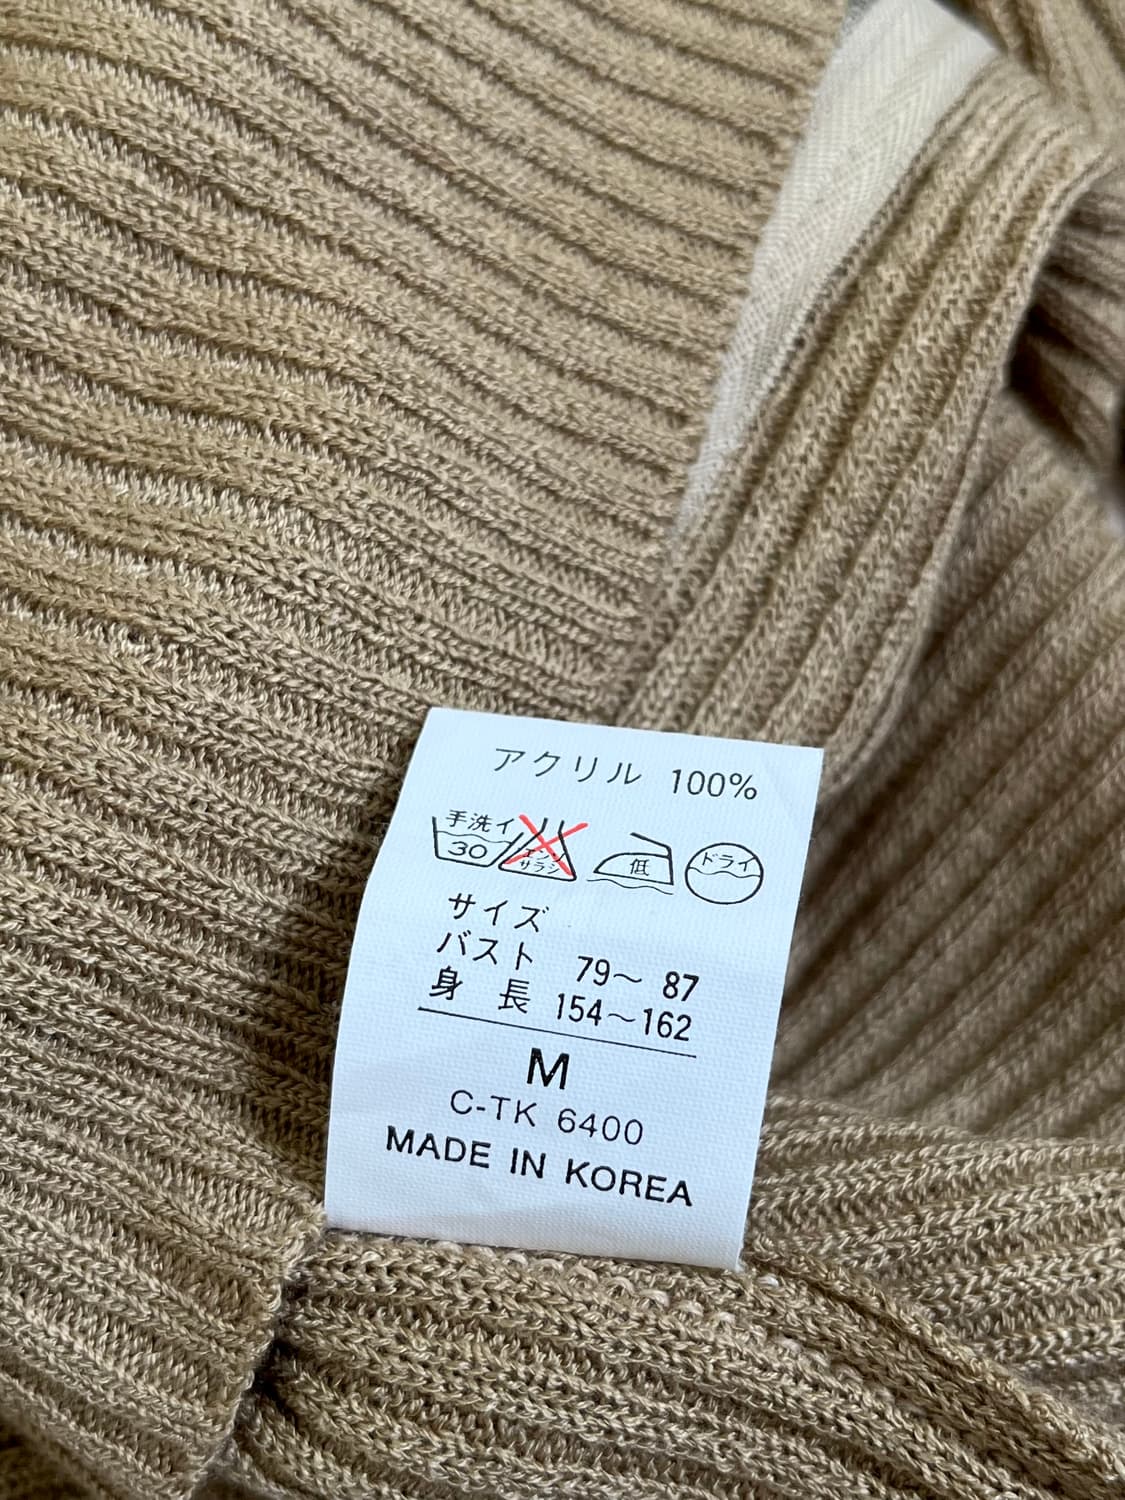 アクリル 100%
手洗イ
30
エンソ
サラシ
低
ドライ
サイズ
バスト 79～ 87
身 長 154～162
M
C-TK 6400
MADE IN KOREA